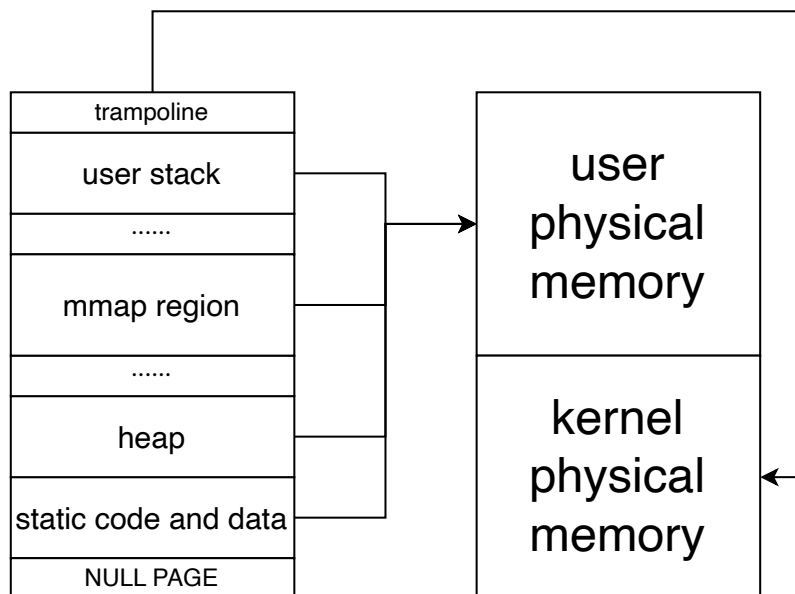 trampoline
user stack
......
mmap region
......
heap
static code and data
NULL PAGE
user
physical
memory
kernel
physical
memory